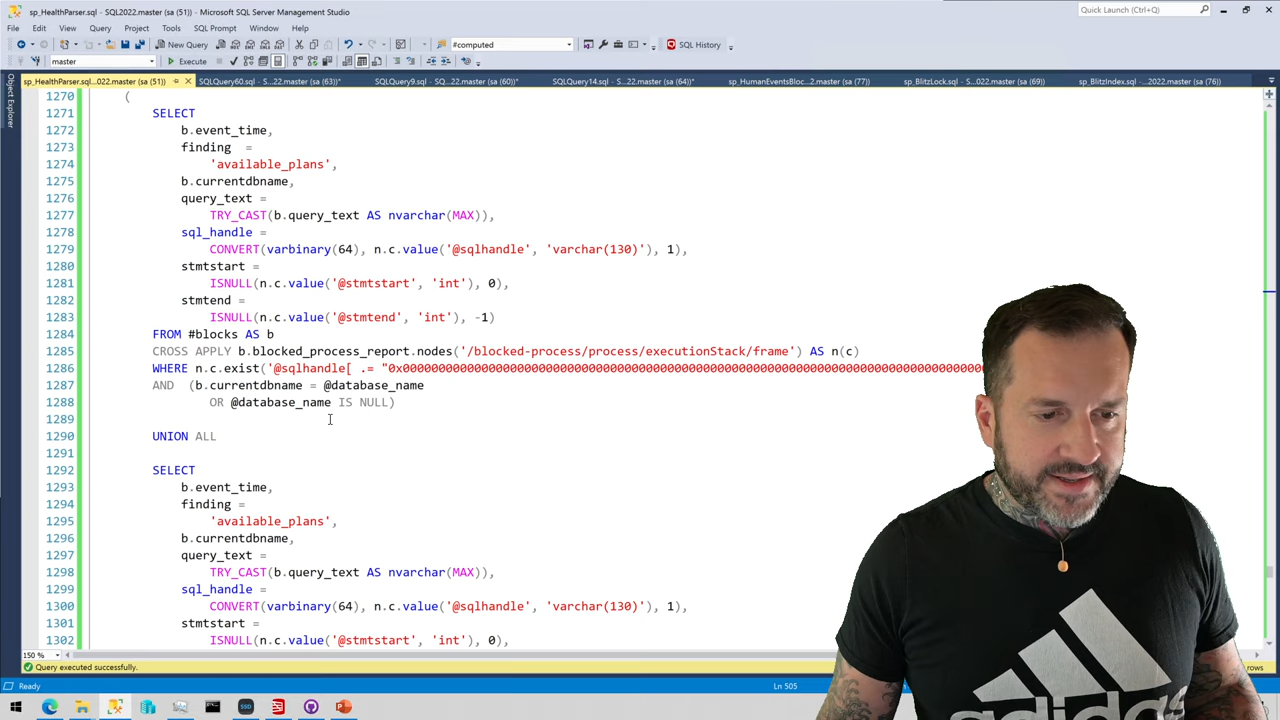 sp_HealthParser.sql - SQL2022.master (sa (51)) - Microsoft SQL Server Management Studio
Quick Launch (Ctrl+Q)
File Edit View Query Project Tools SQL Prompt Window Help
New Query
#computed
SQL History
master
Execute
sp_HealthParser.sql...022.master (sa (51))
SQLQuery60.sql - S...22.master (sa (63))*
SQLQuery9.sql - SQ...22.master (sa (60))*
SQLQuery14.sql - S...22.master (sa (64))*
sp_HumanEventsBloc...2.master (sa (77))
sp_BlitzLock.sql - S...022.master (sa (69))
sp_BlitzIndex.sql - ...2022.master (sa (76))
Object Explorer
1270 (
1271 SELECT
1272 b.event_time,
1273 finding =
1274 'available_plans',
1275 b.currentdbname,
1276 query_text =
1277 TRY_CAST(b.query_text AS nvarchar(MAX)),
1278 sql_handle =
1279 CONVERT(varbinary(64), n.c.value('@sqlhandle', 'varchar(130)'), 1),
1280 stmtstart =
1281 ISNULL(n.c.value('@stmtstart', 'int'), 0),
1282 stmtend =
1283 ISNULL(n.c.value('@stmtend', 'int'), -1)
1284 FROM #blocks AS b
1285 CROSS APPLY b.blocked_process_report.nodes('/blocked-process/process/executionStack/frame') AS n(c)
1286 WHERE n.c.exist('@sqlhandle[ .= "0x
1287 AND (b.currentdbname = @database_name
1288 OR @database_name IS NULL)
1289
1290 UNION ALL
1291
1292 SELECT
1293 b.event_time,
1294 finding =
1295 'available_plans',
1296 b.currentdbname,
1297 query_text =
1298 TRY_CAST(b.query_text AS nvarchar(MAX)),
1299 sql_handle =
1300 CONVERT(varbinary(64), n.c.value('@sqlhandle', 'varchar(130)'), 1),
1301 stmtstart =
1302 ISNULL(n.c.value('@stmtstart', 'int'), 0),
150 %
Query executed successfully.
rows
Ready
Ln 505
adidas